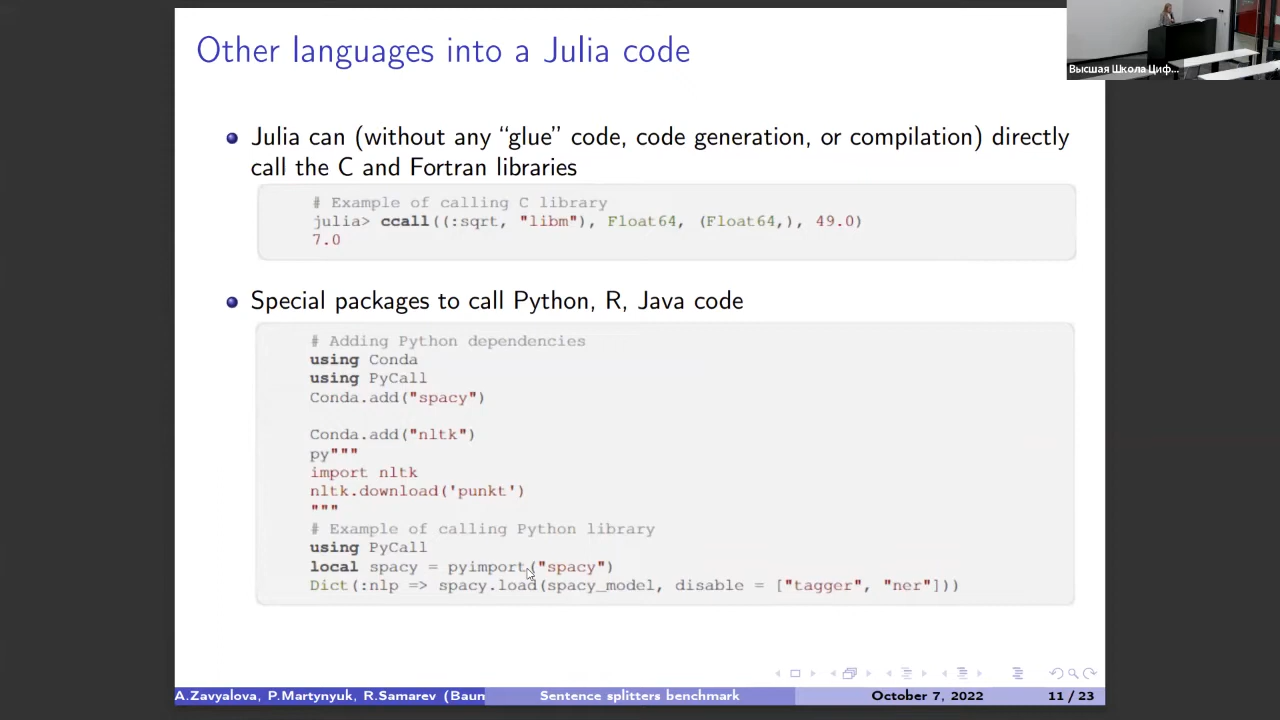 Other languages into a Julia code
Высшая Школа Циф...
Julia can (without any “glue” code, code generation, or compilation) directly
call the C and Fortran libraries
# Example of calling C library
julia> ccall((:sqrt, "libm"), Float64, (Float64,), 49.0)
7.0
Special packages to call Python, R, Java code
# Adding Python dependencies
using Conda
using PyCall
Conda.add("spacy")
Conda.add("nltk")
py"""
import nltk
nltk.download('punkt')
"""
# Example of calling Python library
using PyCall
local spacy = pyimport("spacy")
Dict(:nlp => spacy.load(spacy_model, disable = ["tagger", "ner"]))
A.Zavyalova, P.Martynyuk, R.Samarev (Baun
Sentence splitters benchmark
October 7, 2022
11 / 23